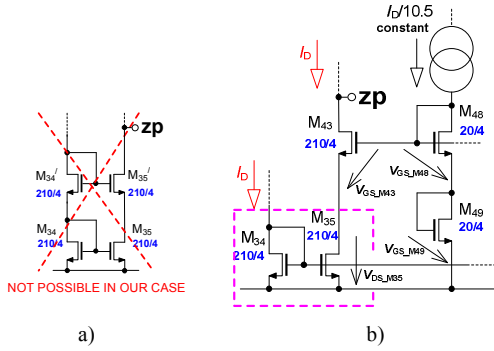 zp
M34/
210/4
M35/
210/4
M34
210/4
M35
210/4
NOT POSSIBLE IN OUR CASE
a)
ID
ID/10.5
constant
zp
M43
210/4
M48
20/4
VGS_M43
VGS_M48
ID
M34
210/4
M35
210/4
M49
20/4
VGS_M49
VDS_M35
b)